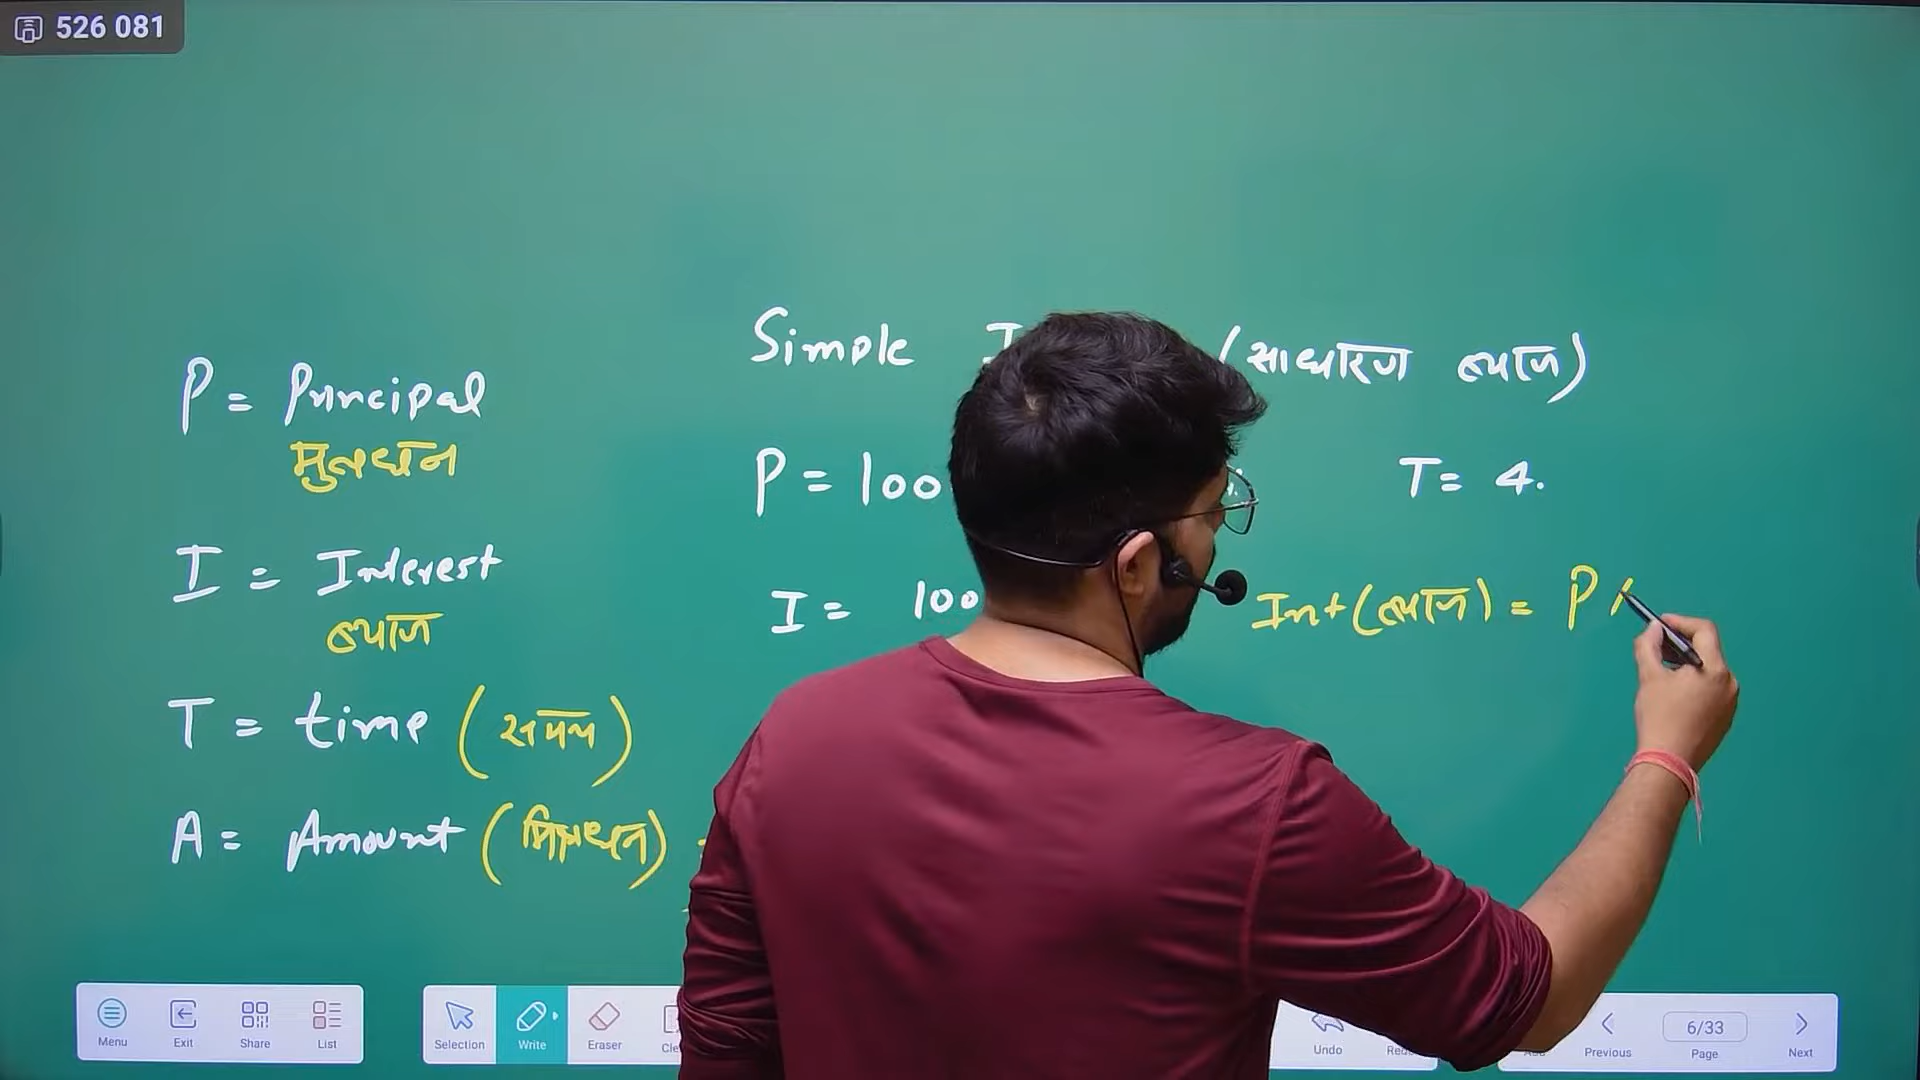 526 081
P = Principal
मुलधन
I = Interest
ब्याज
T = time (समय)
A = Amount (मिश्रधन)
Simple I (साधारण ब्याज)
P = 100
T = 4.
I = 100
Int (ब्याज) = P
Menu Exit Share List
Selection Write Eraser
Undo
Previous 6/33 Page Next